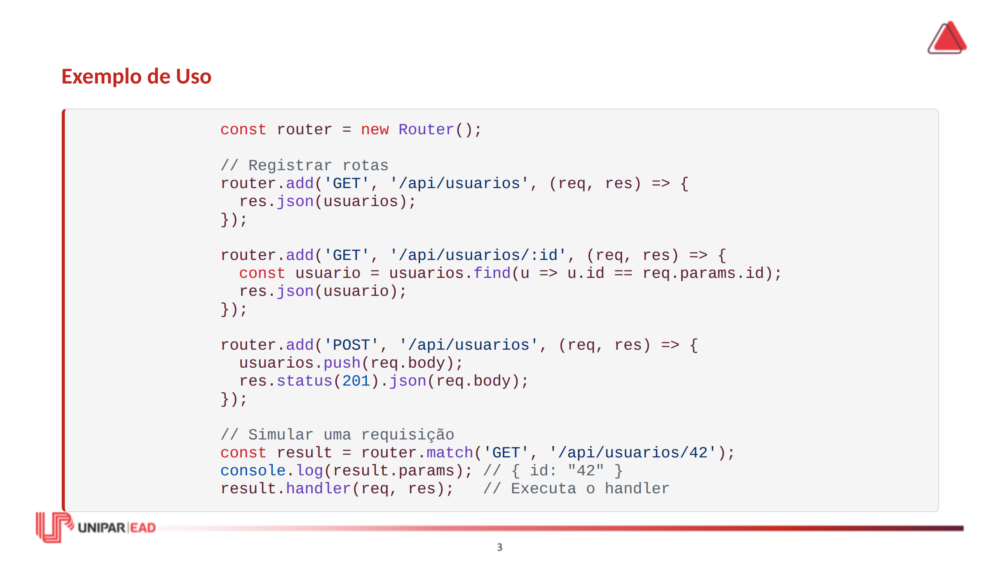 Exemplo de Uso
const router = new Router();
// Registrar rotas
router.add('GET', '/api/usuarios', (req, res) => {
  res.json(usuarios);
});
router.add('GET', '/api/usuarios/:id', (req, res) => {
  const usuario = usuarios.find(u => u.id == req.params.id);
  res.json(usuario);
});
router.add('POST', '/api/usuarios', (req, res) => {
  usuarios.push(req.body);
  res.status(201).json(req.body);
});
// Simular uma requisição
const result = router.match('GET', '/api/usuarios/42');
console.log(result.params); // { id: "42" }
result.handler(req, res);   // Executa o handler
UNIPAR|EAD
3